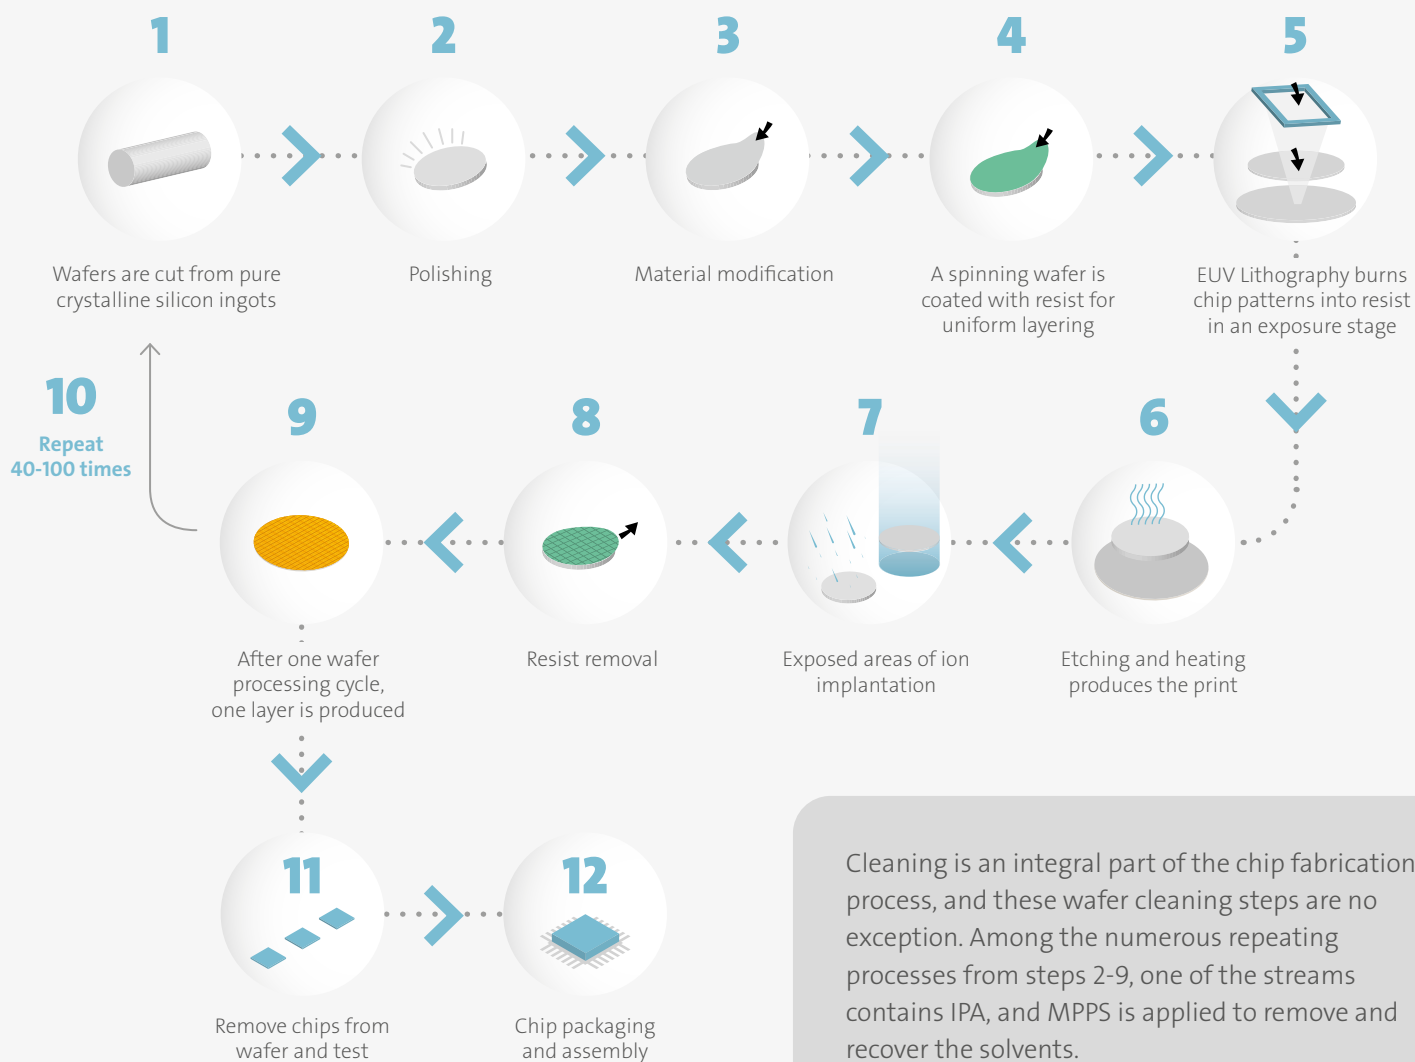 1
2
3
4
5
Wafers are cut from pure
crystalline silicon ingots
Polishing
Material modification
A spinning wafer is
coated with resist for
uniform layering
EUV Lithography burns
chip patterns into resist
in an exposure stage
10
Repeat
40-100 times
9
8
7
6
After one wafer
processing cycle,
one layer is produced
Resist removal
Exposed areas of ion
implantation
Etching and heating
produces the print
11
12
Remove chips from
wafer and test
Chip packaging
and assembly
Cleaning is an integral part of the chip fabrication
process, and these wafer cleaning steps are no
exception. Among the numerous repeating
processes from steps 2-9, one of the streams
contains IPA, and MPPS is applied to remove and
recover the solvents.